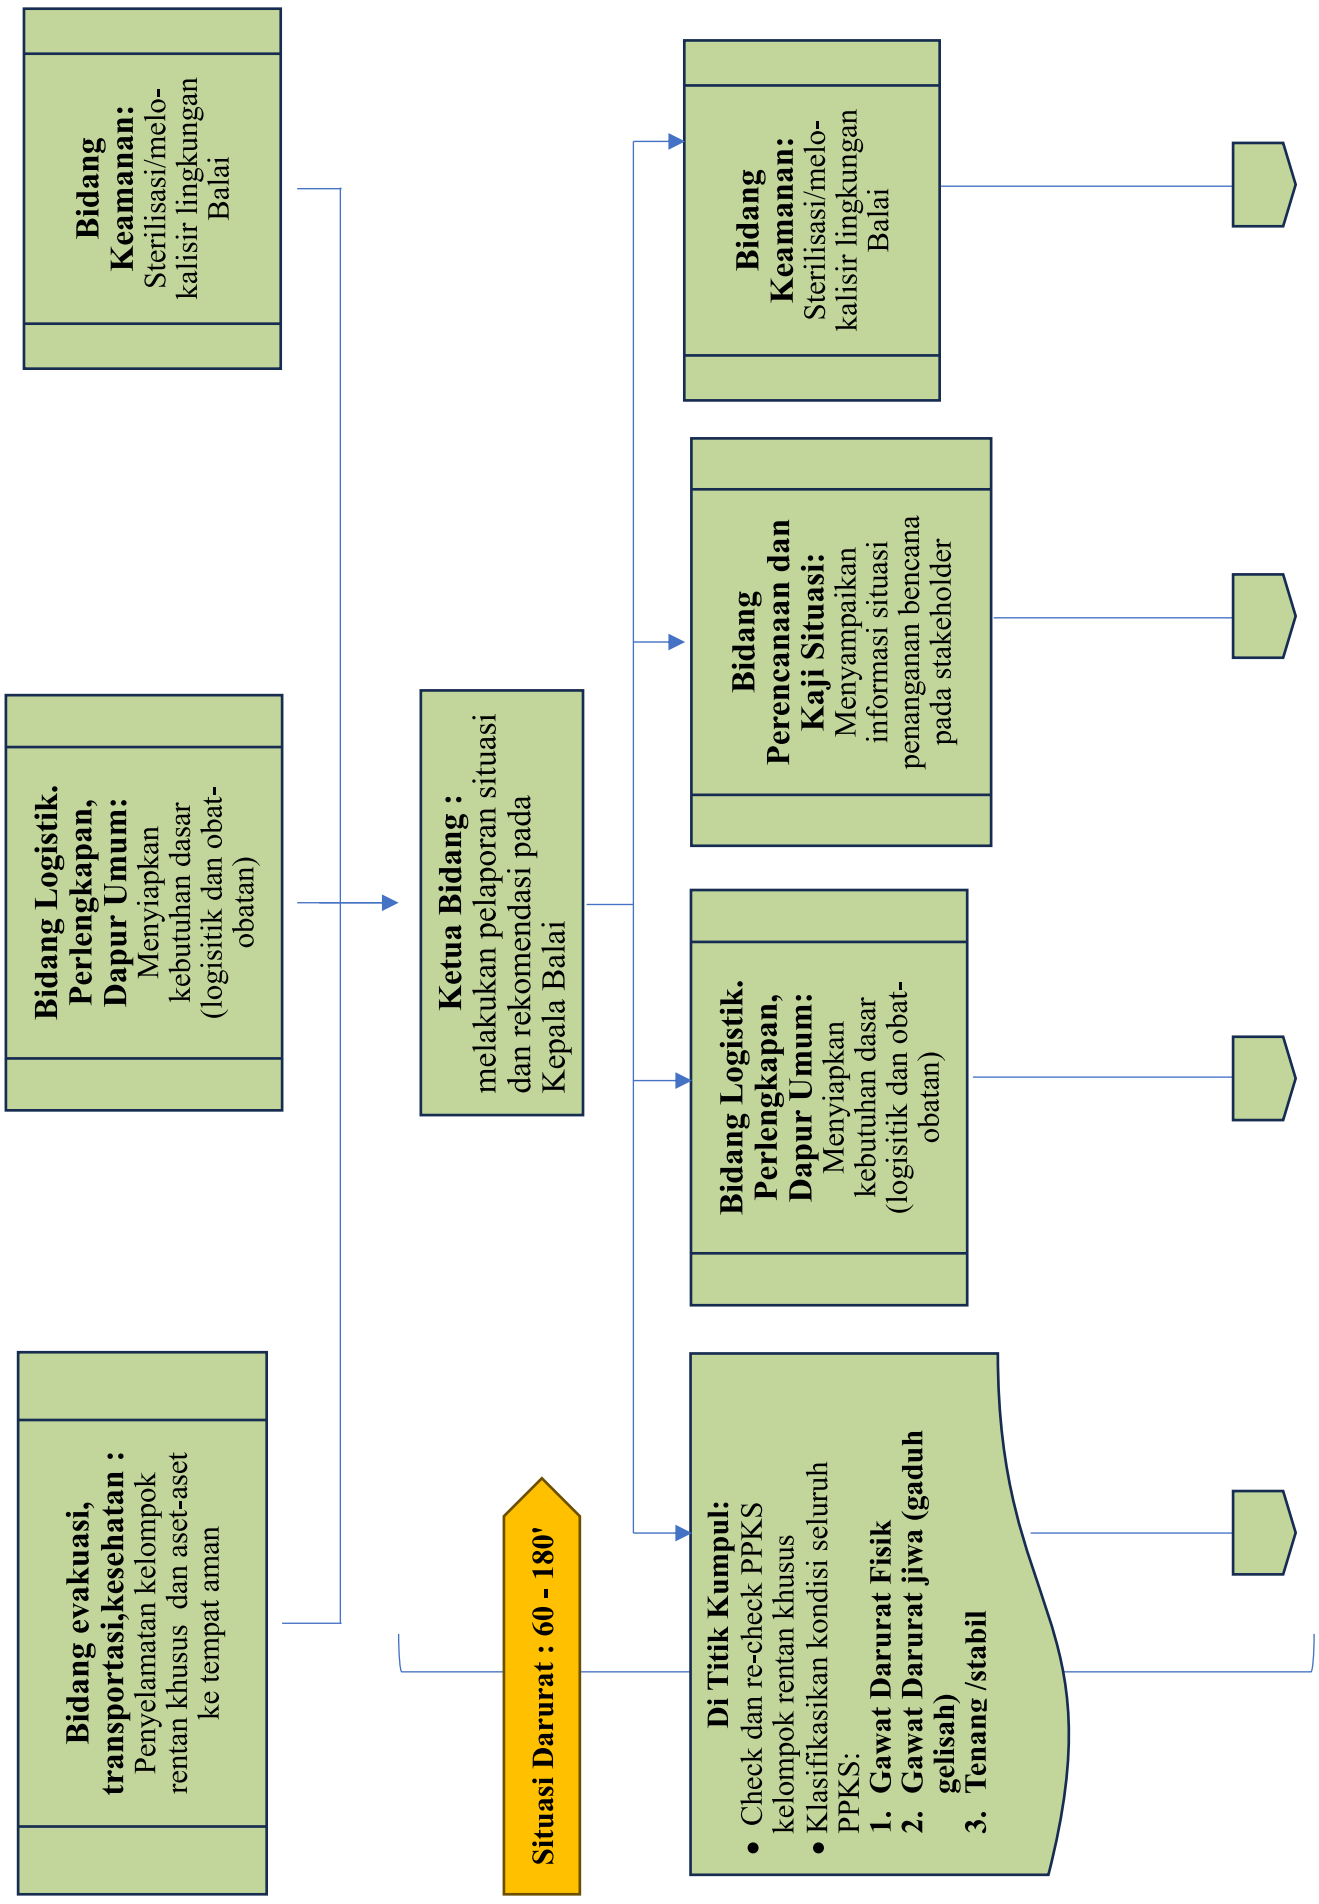 Bidang evakuasi,
transportasi,kesehatan :
Penyelamatan kelompok
rentan khusus dan aset-aset
ke tempat aman
Bidang Logistik.
Perlengkapan,
Dapur Umum:
Menyiapkan
kebutuhan dasar
(logisitik dan obat-
obatan)
Bidang
Keamanan:
Sterilisasi/melo-
kalisir lingkungan
Balai
Situasi Darurat : 60 - 180'
Ketua Bidang :
melakukan pelaporan situasi
dan rekomendasi pada
Kepala Balai
Di Titik Kumpul:
• Check dan re-check PPKS
kelompok rentan khusus
• Klasifikasikan kondisi seluruh
PPKS:
1. Gawat Darurat Fisik
2. Gawat Darurat jiwa (gaduh
gelisah)
3. Tenang /stabil
Bidang Logistik.
Perlengkapan,
Dapur Umum:
Menyiapkan
kebutuhan dasar
(logisitik dan obat-
obatan)
Bidang
Perencanaan dan
Kaji Situasi:
Menyampaikan
informasi situasi
penanganan bencana
pada stakeholder
Bidang
Keamanan:
Sterilisasi/melo-
kalisir lingkungan
Balai